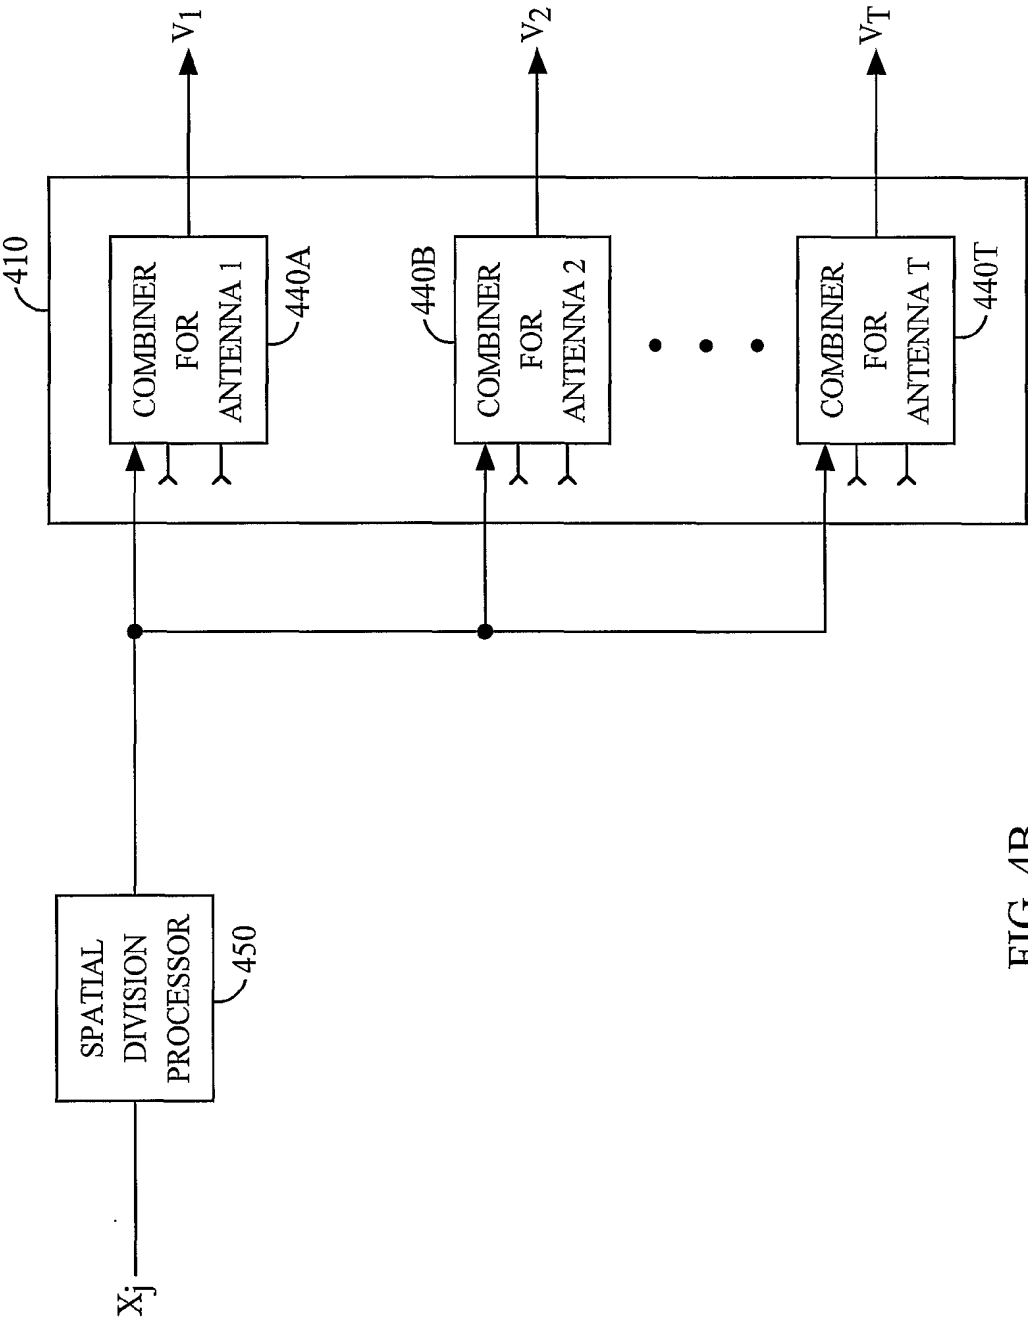 410
X_j
SPATIAL
DIVISION
PROCESSOR
450
COMBINER
FOR
ANTENNA 1
440A
V_1
COMBINER
FOR
ANTENNA 2
440B
V_2
COMBINER
FOR
ANTENNA T
440T
V_T
FIG. 4B